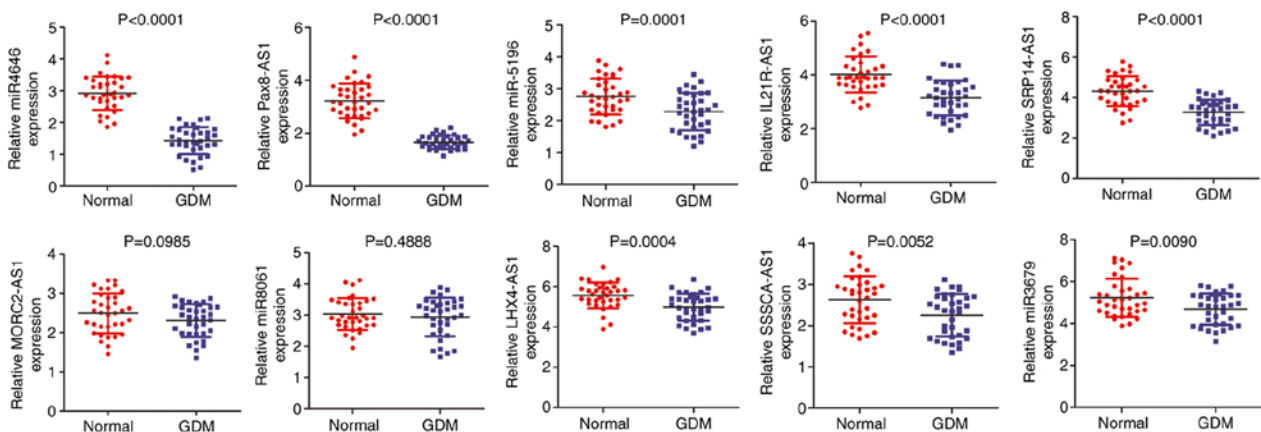 P<0.0001
Relative miR4646
expression
5
4
3
2
1
0
Normal
GDM
P<0.0001
Relative Pax8-AS1
expression
6
4
2
0
Normal
GDM
P=0.0001
Relative miR-5196
expression
5
4
3
2
1
0
Normal
GDM
P<0.0001
Relative IL21R-AS1
expression
6
4
2
0
Normal
GDM
P<0.0001
Relative SRP14-AS1
expression
8
6
4
2
0
Normal
GDM
P=0.0985
Relative MORC2-AS1
expression
4
3
2
1
0
Normal
GDM
P=0.4888
Relative miR8061
expression
5
4
3
2
1
0
Normal
GDM
P=0.0004
Relative LHX4-AS1
expression
8
6
4
2
0
Normal
GDM
P=0.0052
Relative SSSCA-AS1
expression
4
3
2
1
0
Normal
GDM
P=0.0090
Relative miR3679
expression
8
6
4
2
0
Normal
GDM